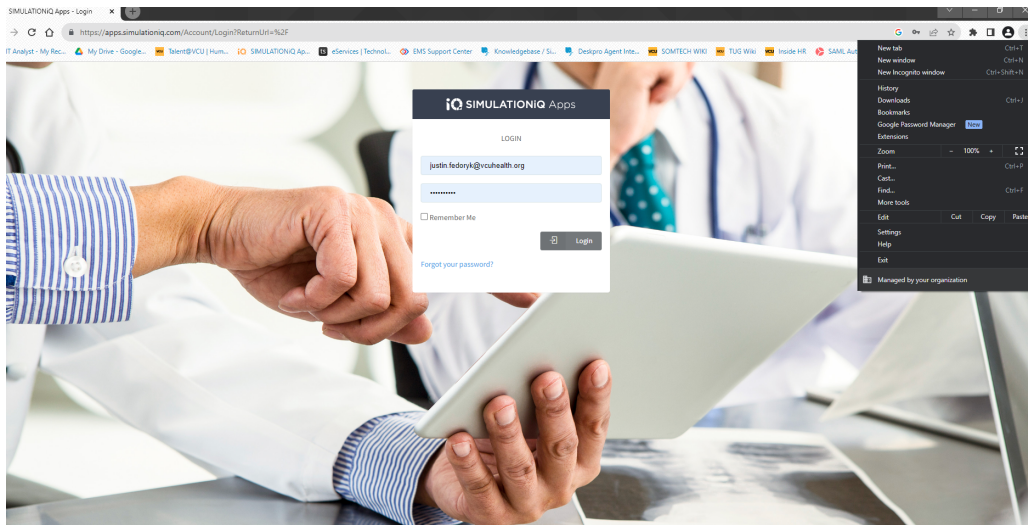 SIMULATIONiQ Apps - Login
https://apps.simulationiq.com/Account/Login?ReturnUrl=%2F
IT Analyst - My Rec... My Drive - Google... Talent@VCU | Hum... SIMULATIONiQ Ap... eServices | Technol... EMS Support Center Knowledgebase / Si... Deskpro Agent Inte... SOMTECH WIKI TUG Wiki Inside HR SAML Aut
iQ SIMULATIONiQ Apps
LOGIN
justin.fedoryk@vcuhealth.org
Remember Me
Login
Forgot your password?
New tab Ctrl+T
New window Ctrl+N
New Incognito window Ctrl+Shift+N
History
Downloads Ctrl+J
Bookmarks
Google Password Manager New
Extensions
Zoom - 100% +
Print... Ctrl+P
Cast...
Find... Ctrl+F
More tools
Edit Cut Copy Paste
Settings
Help
Exit
Managed by your organization